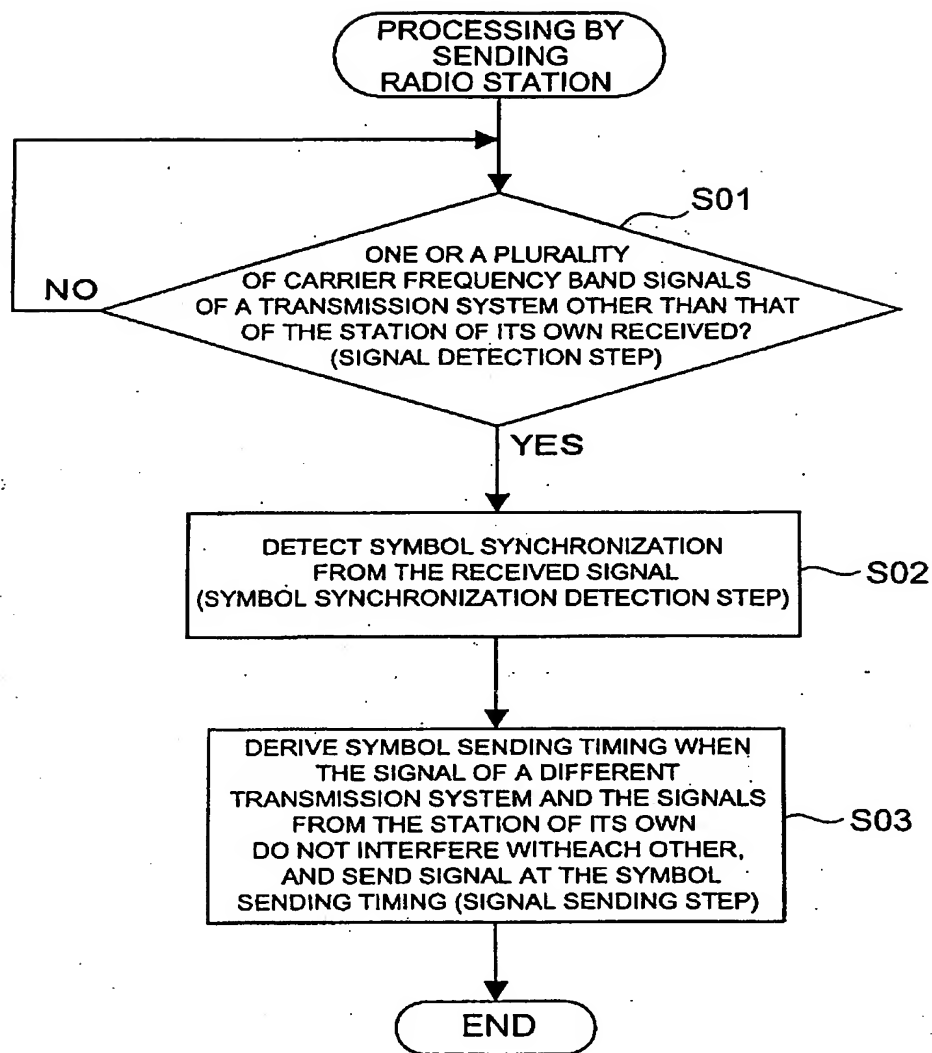 PROCESSING BY
SENDING
RADIO STATION
S01
ONE OR A PLURALITY
OF CARRIER FREQUENCY BAND SIGNALS
OF A TRANSMISSION SYSTEM OTHER THAN THAT
OF THE STATION OF ITS OWN RECEIVED?
(SIGNAL DETECTION STEP)
NO
YES
DETECT SYMBOL SYNCHRONIZATION
FROM THE RECEIVED SIGNAL
(SYMBOL SYNCHRONIZATION DETECTION STEP)
S02
DERIVE SYMBOL SENDING TIMING WHEN
THE SIGNAL OF A DIFFERENT
TRANSMISSION SYSTEM AND THE SIGNALS
FROM THE STATION OF ITS OWN
DO NOT INTERFERE WITHEACH OTHER,
AND SEND SIGNAL AT THE SYMBOL
SENDING TIMING (SIGNAL SENDING STEP)
S03
END